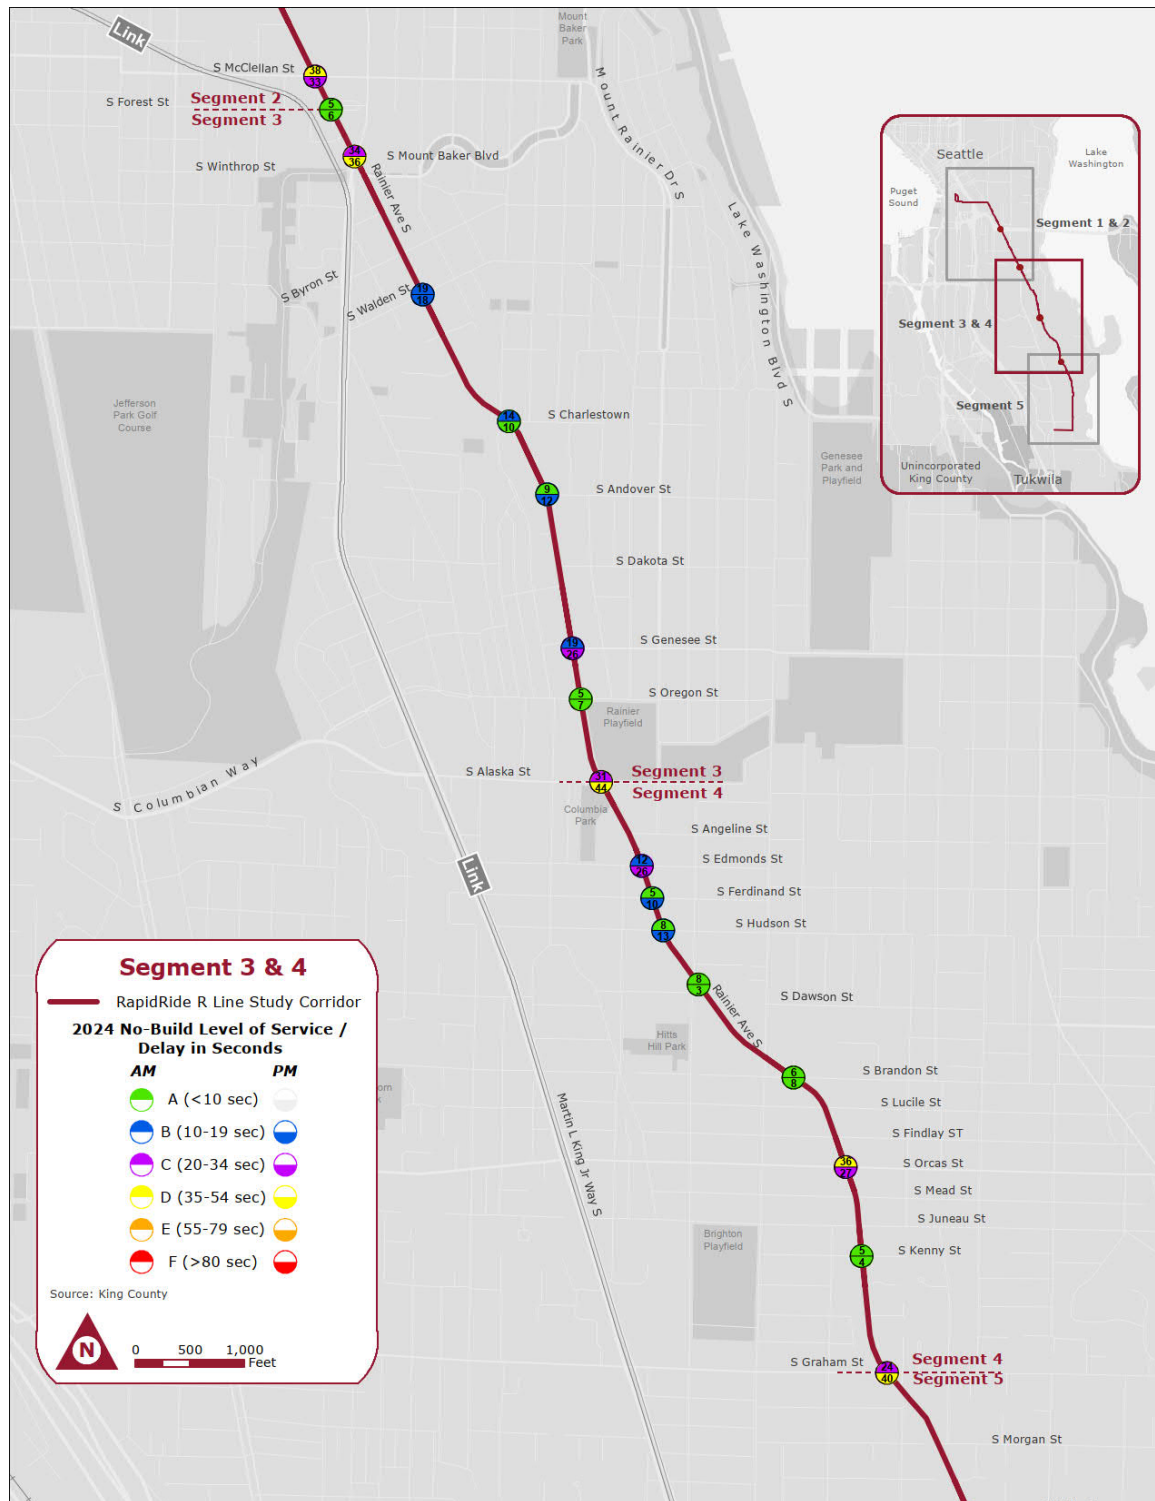 Link
Mount
Baker
Park
S McClellan St
38
33
S Forest St
Segment 2
Segment 3
5
6
S Winthrop St
34
36
S Mount Baker Blvd
Mount Rainier Dr S
Rainier Ave S
Lake Washington Blvd S
S Byron St
S Walden St
19
18
Jefferson
Park Golf
Course
14
10
S Charlestown
9
12
S Andover St
Genesee
Park and
Playfield
S Dakota St
19
26
S Genesee St
5
7
S Oregon St
Rainier
Playfield
S Columbian Way
S Alaska St
31
44
Segment 3
Segment 4
Columbia
Park
S Angeline St
Link
12
26
S Edmonds St
5
10
S Ferdinand St
8
13
S Hudson St
8
3
S Dawson St
Rainier Ave S
Hitts
Hill Park
6
8
S Brandon St
S Lucile St
S Findlay ST
Martin L King Jr Way S
36
27
S Orcas St
S Mead St
S Juneau St
Brighton
Playfield
5
4
S Kenny St
S Graham St
24
40
Segment 4
Segment 5
S Morgan St
Seattle
Lake
Washington
Puget
Sound
Segment 1 & 2
Segment 3 & 4
Segment 5
Unincorporated
King County
Tukwila
Segment 3 & 4
RapidRide R Line Study Corridor
2024 No-Build Level of Service /
Delay in Seconds
AM PM
A (<10 sec)
B (10-19 sec)
C (20-34 sec)
D (35-54 sec)
E (55-79 sec)
F (>80 sec)
Source: King County
N
0 500 1,000
Feet